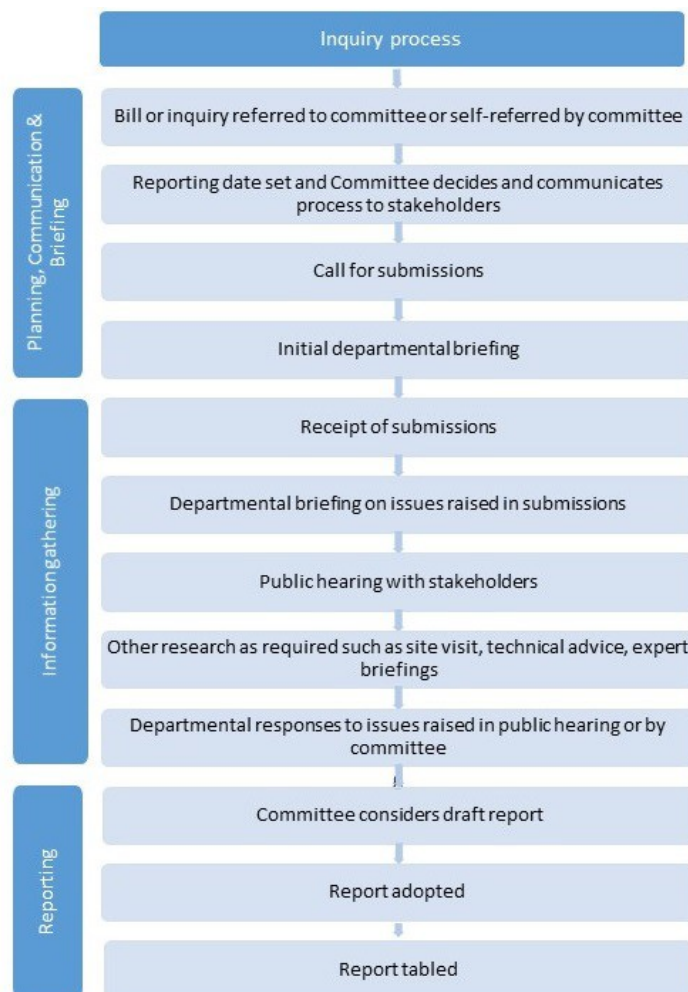 Inquiry process
Planning, Communication &
Briefing
Bill or inquiry referred to committee or self-referred by committee
Reporting date set and Committee decides and communicates
process to stakeholders
Call for submissions
Initial departmental briefing
Informationgathering
Receipt of submissions
Departmental briefing on issues raised in submissions
Public hearing with stakeholders
Other research as required such as site visit, technical advice, expert
briefings
Departmental responses to issues raised in public hearing or by
committee
Reporting
Committee considers draft report
Report adopted
Report tabled